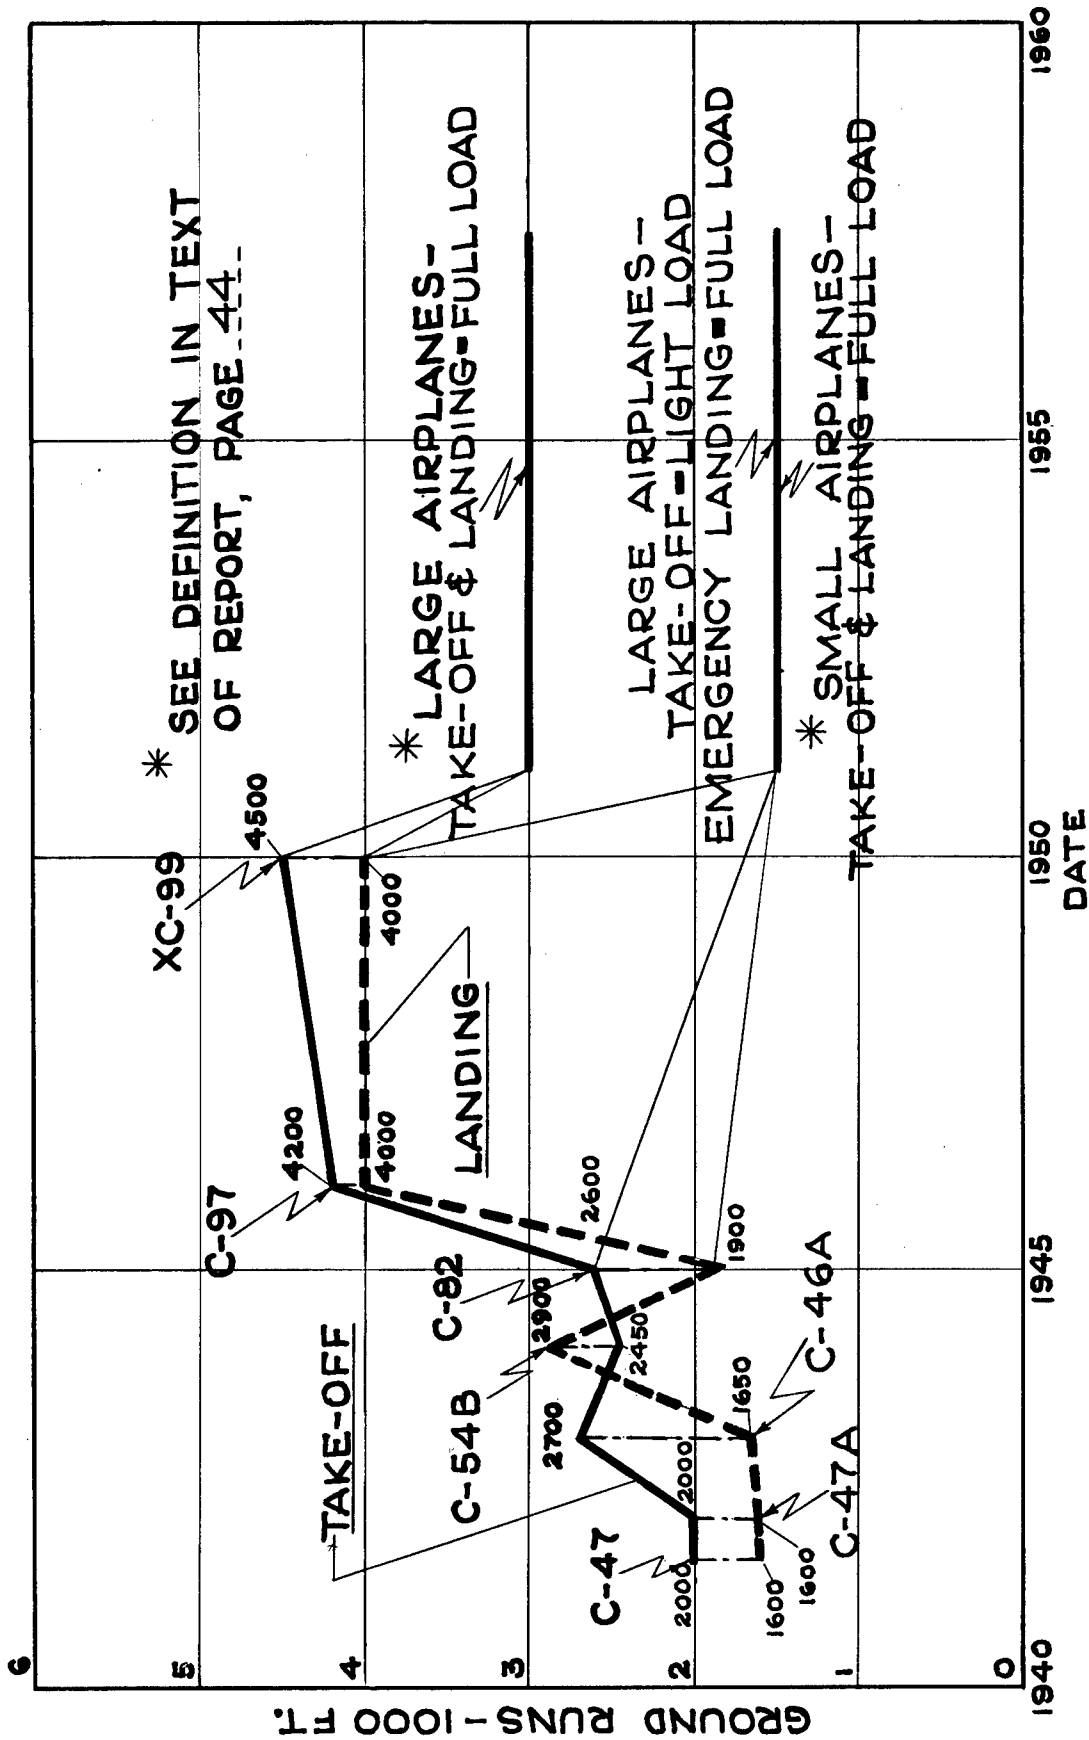 GROUND RUNS-1000 FT.
6
5
4
3
2
1
0
* SEE DEFINITION IN TEXT
OF REPORT, PAGE 44
XC-99
4500
4000
C-97
4200
4000
LANDING
* LARGE AIRPLANES-
TAKE-OFF & LANDING=FULL LOAD
LARGE AIRPLANES-
TAKE-OFF=LIGHT LOAD
EMERGENCY LANDING=FULL LOAD
* SMALL AIRPLANES-
TAKE-OFF & LANDING=FULL LOAD
TAKE-OFF
C-82
2600
1900
C-54B
2900
2450
2700
1650
C-46A
C-47
2000
2000
1600
1600
C-47A
1940
1945
1950
1955
1960
DATE